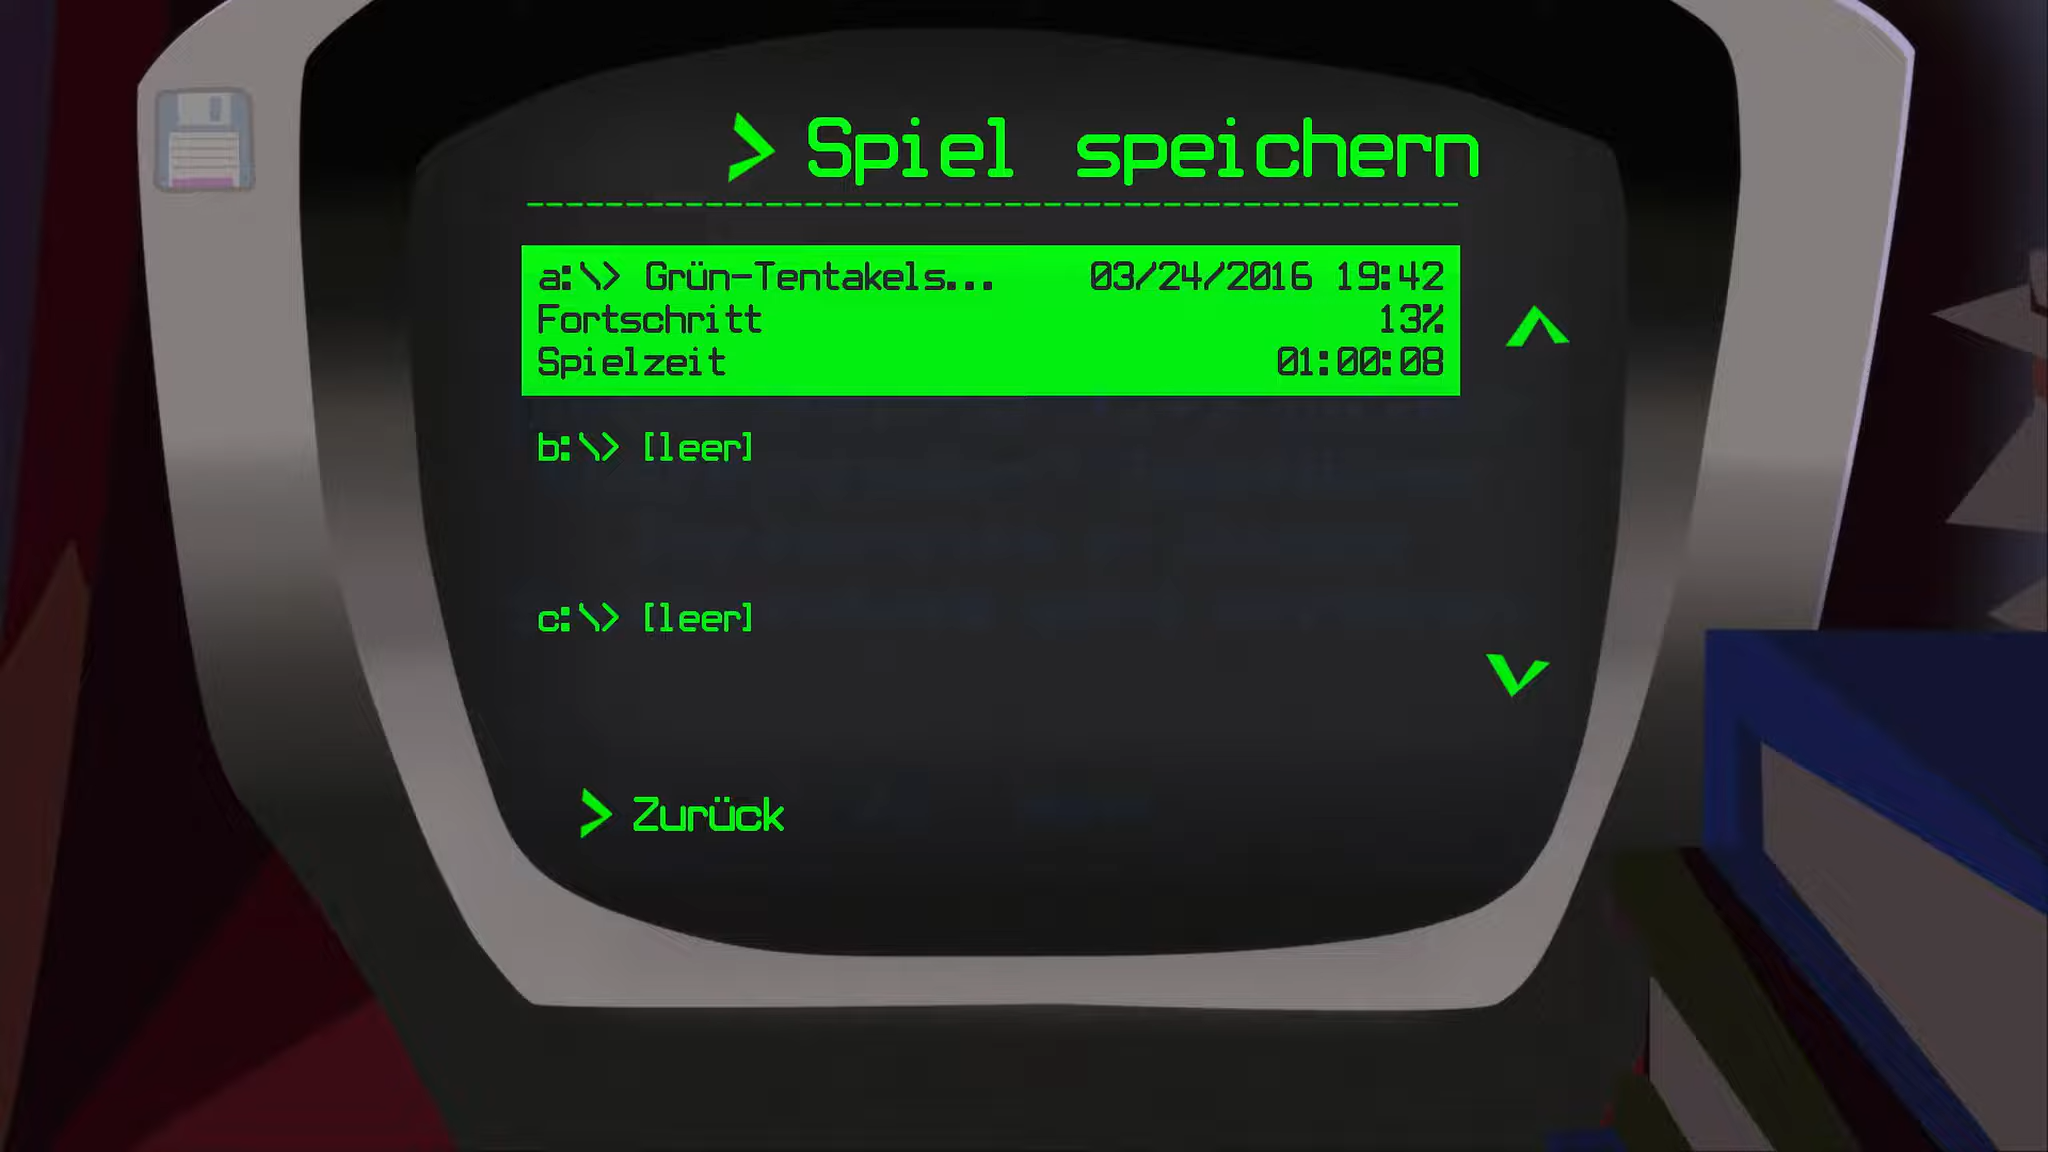 > Spiel speichern
a:\> Grün-Tentakels... 03/24/2016 19:42
Fortschritt 13%
Spielzeit 01:00:08
b:\> [leer]
c:\> [leer]
> Zurück